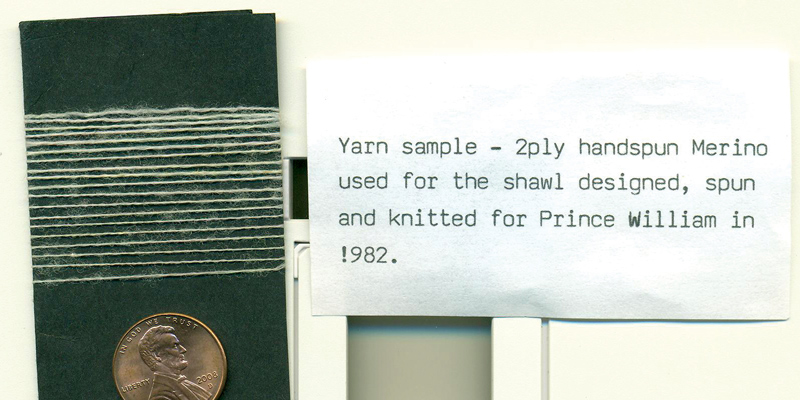 Yarn sample - 2ply handspun Merino
used for the shawl designed, spun
and knitted for Prince William in
!982.
IN GOD WE TRUST
LIBERTY